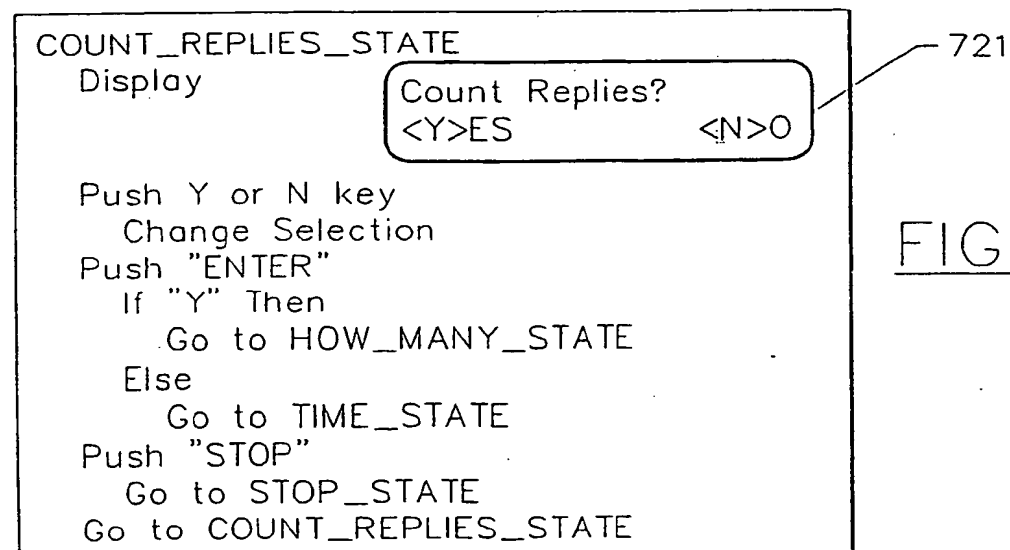 COUNT_REPLIES_STATE
Display
Count Replies?
<Y>ES <N>O
721
Push Y or N key
Change Selection
Push "ENTER"
If "Y" Then
Go to HOW_MANY_STATE
Else
Go to TIME_STATE
Push "STOP"
Go to STOP_STATE
Go to COUNT_REPLIES_STATE
FIG